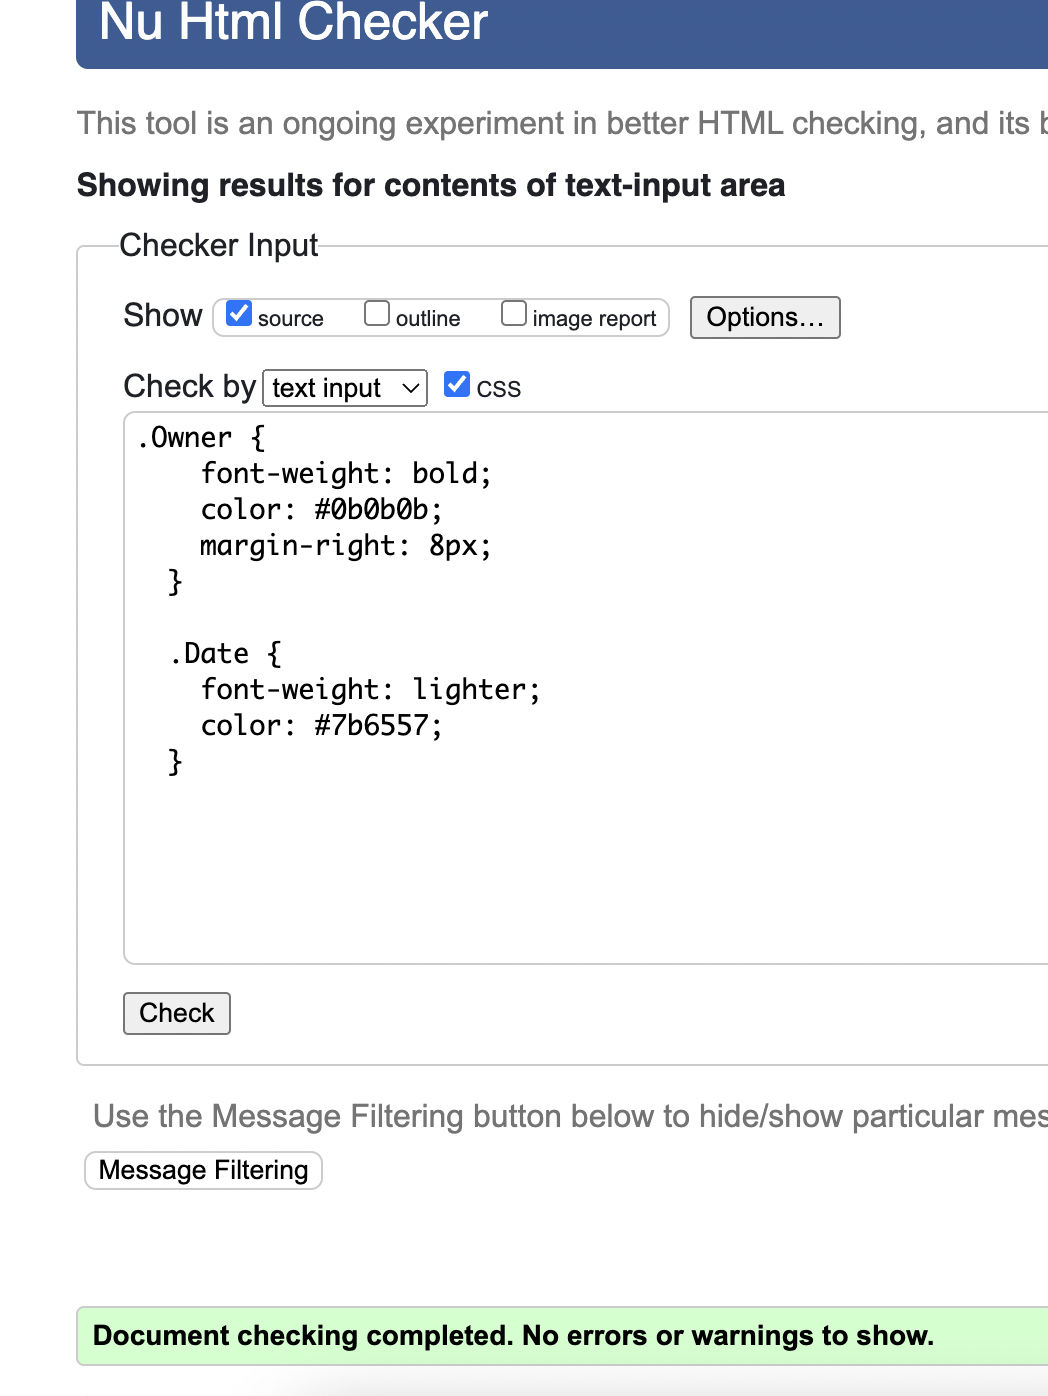 Nu Html Checker
This tool is an ongoing experiment in better HTML checking, and its
Showing results for contents of text-input area
Checker Input
Show source outline image report Options...
Check by text input CSS
.Owner {
font-weight: bold;
color: #0b0b0b;
margin-right: 8px;
}
.Date {
font-weight: lighter;
color: #7b6557;
}
Check
Use the Message Filtering button below to hide/show particular
Message Filtering
Document checking completed. No errors or warnings to show.